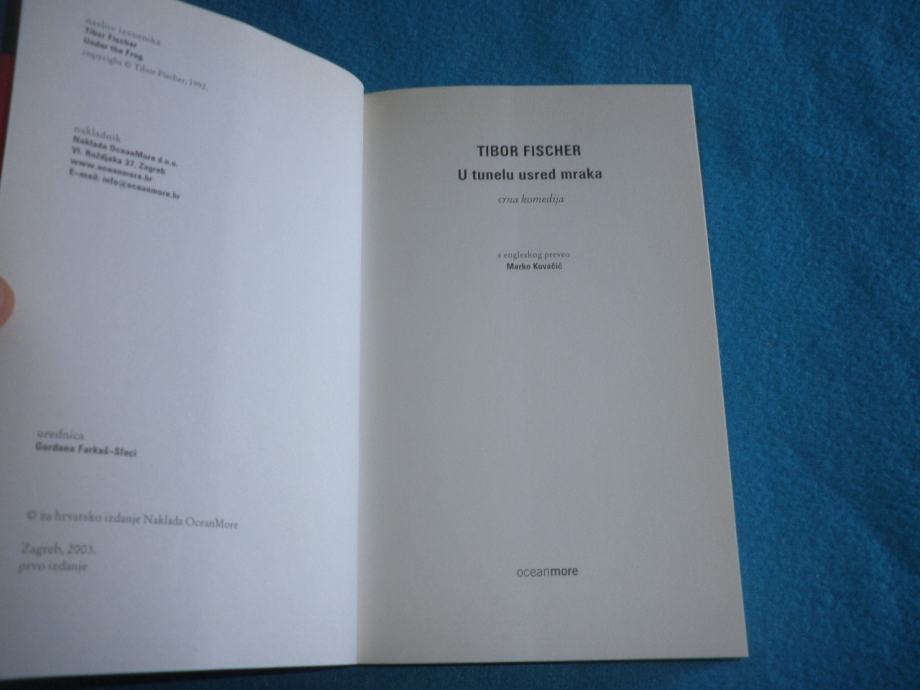 naslov izvornika
Tibor Fischer
Under the Frog
copyright © Tibor Fischer, 1992.
nakladnik
Naklada OceanMore d.o.o.
Vl. Ruždjaka 37, Zagreb
www.oceanmore.hr
E-mail: info@oceanmore.hr
urednica
Gordana Farkaš-Sfeci
© za hrvatsko izdanje Naklada OceanMore
Zagreb, 2003.
prvo izdanje
TIBOR FISCHER
U tunelu usred mraka
crna komedija
s engleskog preveo
Marko Kovačić
oceanmore